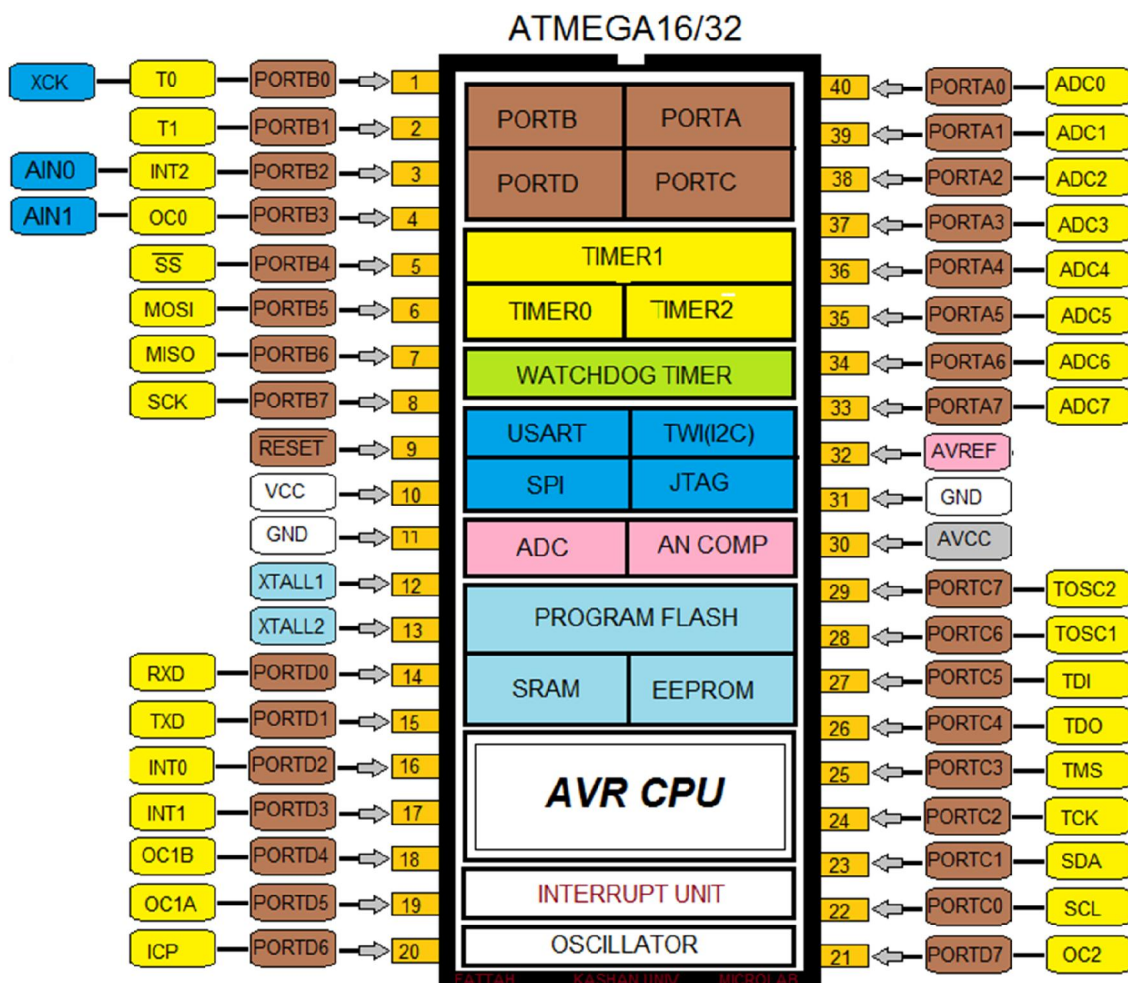 ATMEGA16/32
XCK T0 PORTB0 1 40 PORTA0 ADC0
T1 PORTB1 2 39 PORTA1 ADC1
AIN0 INT2 PORTB2 3 38 PORTA2 ADC2
AIN1 OC0 PORTB3 4 37 PORTA3 ADC3
S̅S̅ PORTB4 5 36 PORTA4 ADC4
MOSI PORTB5 6 35 PORTA5 ADC5
MISO PORTB6 7 34 PORTA6 ADC6
SCK PORTB7 8 33 PORTA7 ADC7
R̅E̅S̅E̅T̅ 9 32 AVREF
VCC 10 31 GND
GND 11 30 AVCC
XTALL1 12 29 PORTC7 TOSC2
XTALL2 13 28 PORTC6 TOSC1
RXD PORTD0 14 27 PORTC5 TDI
TXD PORTD1 15 26 PORTC4 TDO
INT0 PORTD2 16 25 PORTC3 TMS
INT1 PORTD3 17 24 PORTC2 TCK
OC1B PORTD4 18 23 PORTC1 SDA
OC1A PORTD5 19 22 PORTC0 SCL
ICP PORTD6 20 21 PORTD7 OC2
PORTB PORTA
PORTD PORTC
TIMER1
TIMER0 TIMER2
WATCHDOG TIMER
USART TWI(I2C)
SPI JTAG
ADC AN COMP
PROGRAM FLASH
SRAM EEPROM
AVR CPU
INTERRUPT UNIT
OSCILLATOR
FATTAH KASHAN UNIV MICROLAB